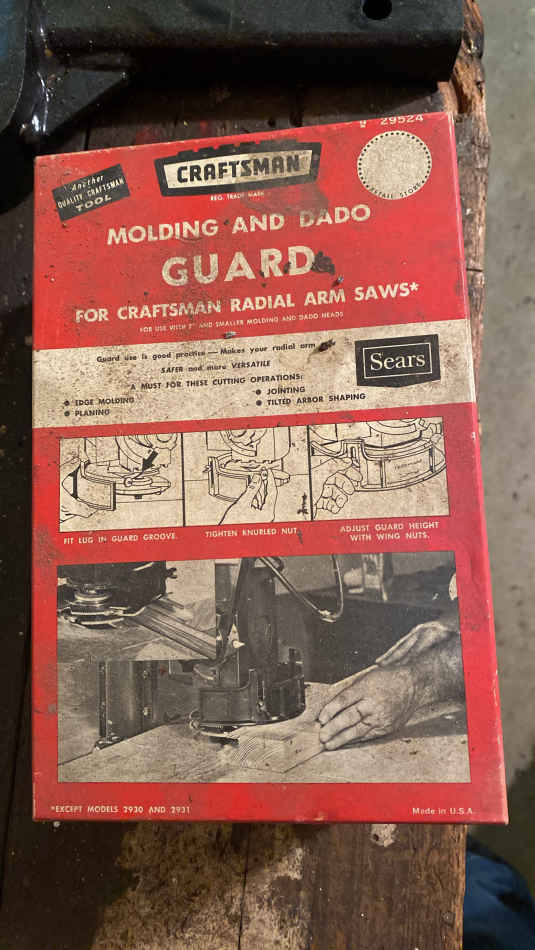 9 29524
Another
QUALITY CRAFTSMAN
TOOL
CRAFTSMAN
REG. TRADE MARK
RETAIL STORE
MOLDING AND DADO
GUARD
FOR CRAFTSMAN RADIAL ARM SAWS*
FOR USE WITH 7" AND SMALLER MOLDING AND DADO HEADS
Guard use is good practice — Makes your radial arm
SAFER and more VERSATILE
A MUST FOR THESE CUTTING OPERATIONS:
● EDGE MOLDING
● PLANING
● JOINTING
● TILTED ARBOR SHAPING
Sears
FIT LUG IN GUARD GROOVE.
TIGHTEN KNURLED NUT.
ADJUST GUARD HEIGHT
WITH WING NUTS.
*EXCEPT MODELS 2930 AND 2931
Made in U.S.A.